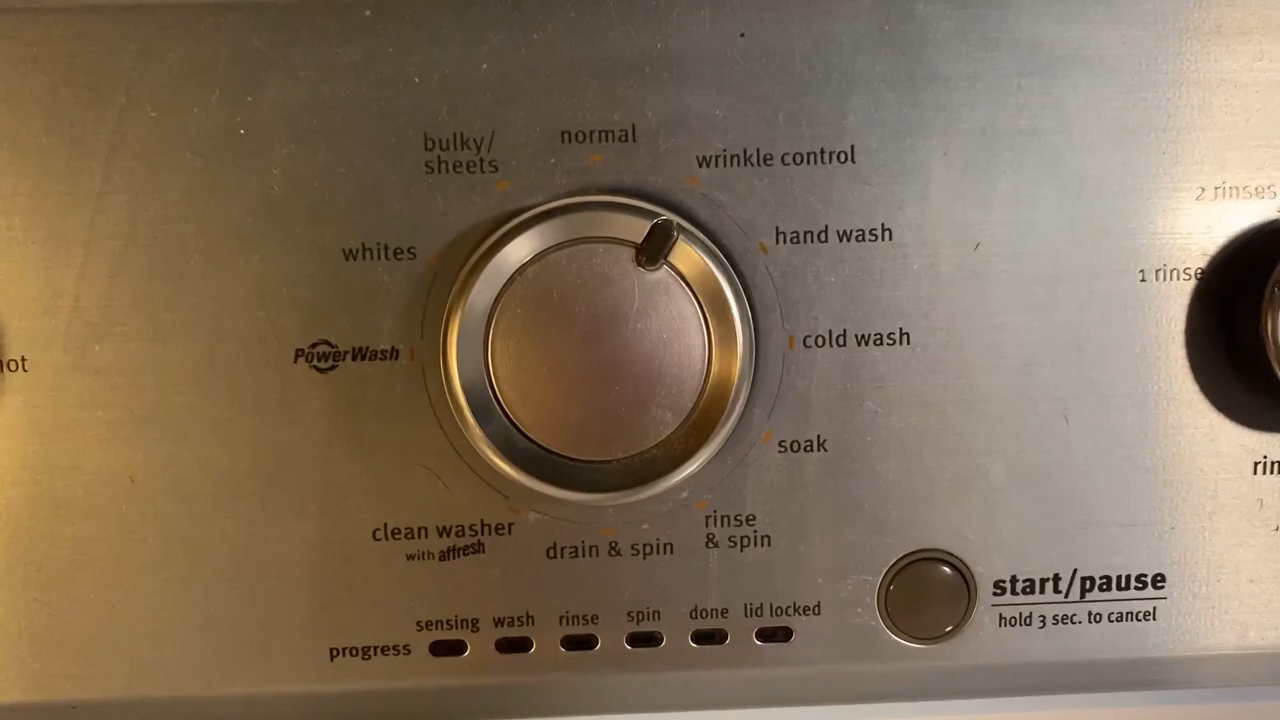 bulky/
sheets
normal
wrinkle control
2 rinses
whites
hand wash
1 rinse
PowerWash
cold wash
soak
clean washer
with affresh
drain & spin
rinse
& spin
start/pause
hold 3 sec. to cancel
progress
sensing
wash
rinse
spin
done
lid locked